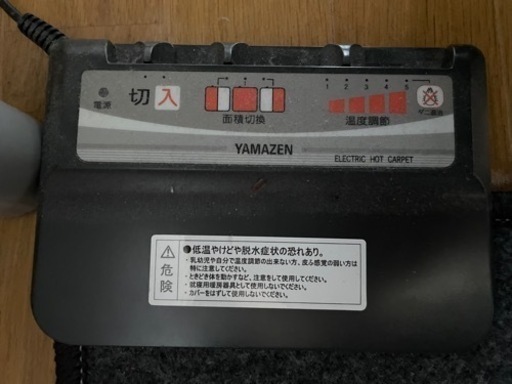 1 2 3 4 5
切 入
電源
面積切換
温度調節
ダニ退治
YAMAZEN
ELECTRIC HOT CARPET
危険
●低温やけどや脱水症状の恐れあり。
・乳幼児や自分で温度調節の出来ない方、皮ふ感覚の弱い方は
特に注意してください。
・ときどき体を動かすなど、注意をして使用してください。
・就寝用暖房器具として使用しないでください。
・カバーをはずして使用しないでください。